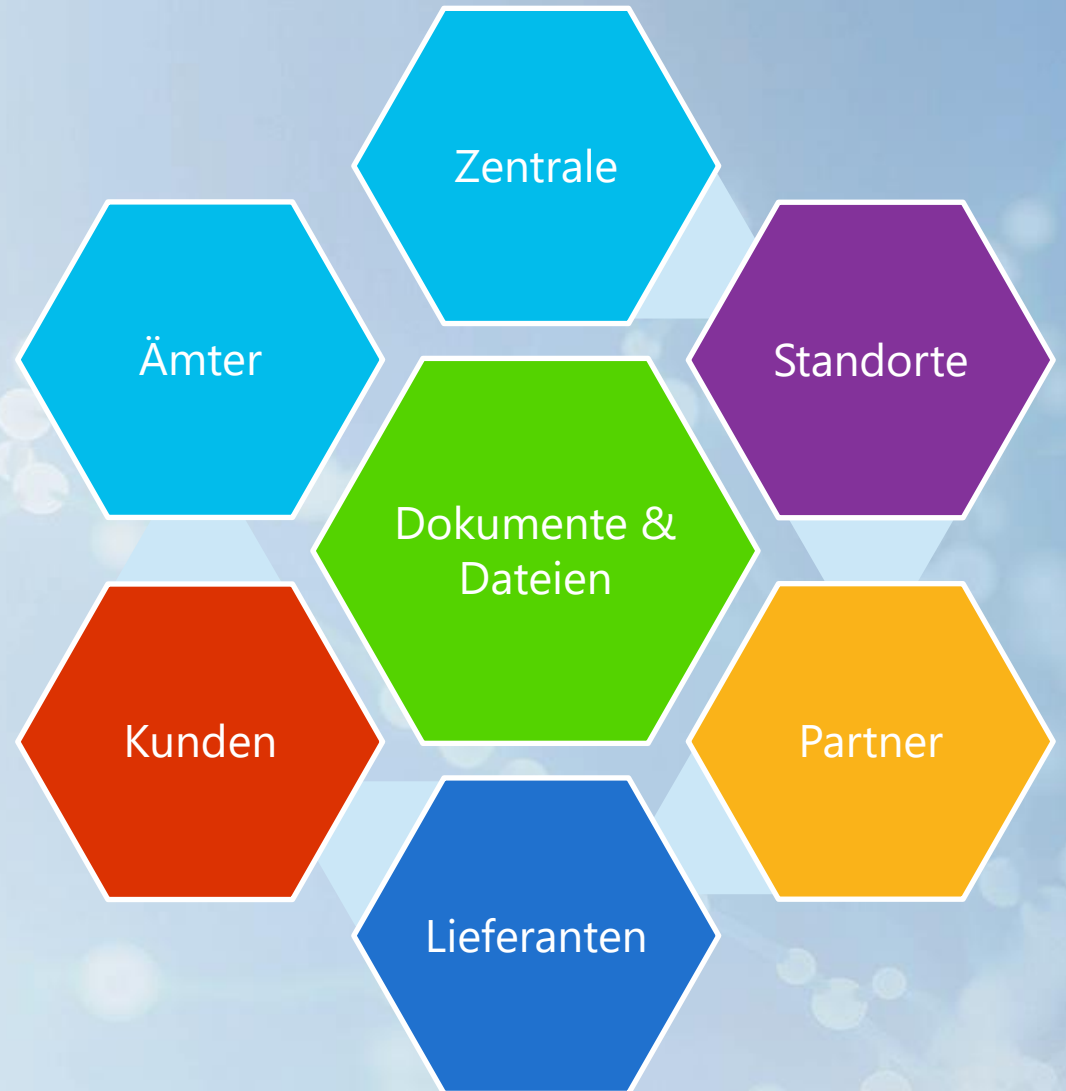 Zentrale
Ämter
Standorte
Dokumente &
Dateien
Kunden
Partner
Lieferanten